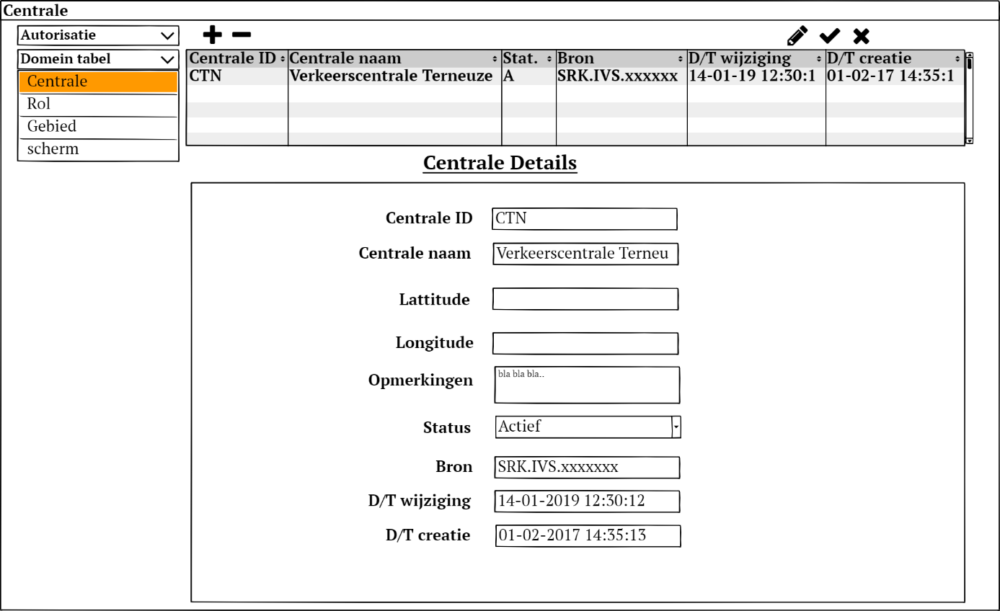 Centrale
Autorisatie
Domein tabel
Centrale
Rol
Gebied
scherm
Centrale ID Centrale naam Stat. Bron D/T wijziging D/T creatie
CTN Verkeerscentrale Terneuze A SRK.IVS.xxxxxx 14-01-19 12:30:1 01-02-17 14:35:1
Centrale Details
Centrale ID CTN
Centrale naam Verkeerscentrale Terneu
Lattitude
Longitude
Opmerkingen bla bla bla..
Status Actief
Bron SRK.IVS.xxxxxxx
D/T wijziging 14-01-2019 12:30:12
D/T creatie 01-02-2017 14:35:13